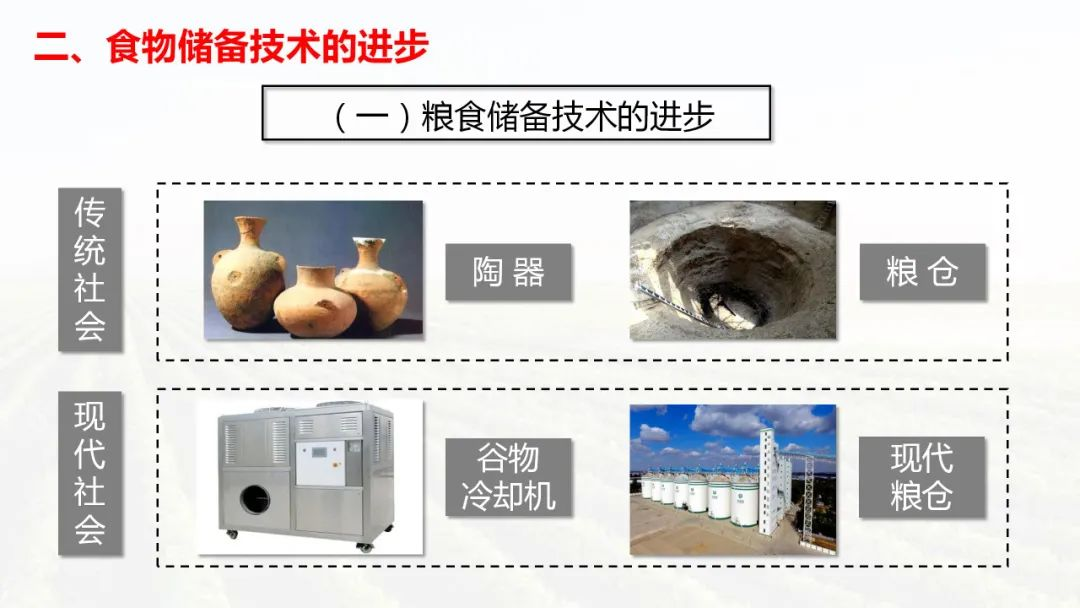 二、食物储备技术的进步
（一）粮食储备技术的进步
传统社会
陶 器
粮 仓
现代社会
谷物
冷却机
现代
粮仓